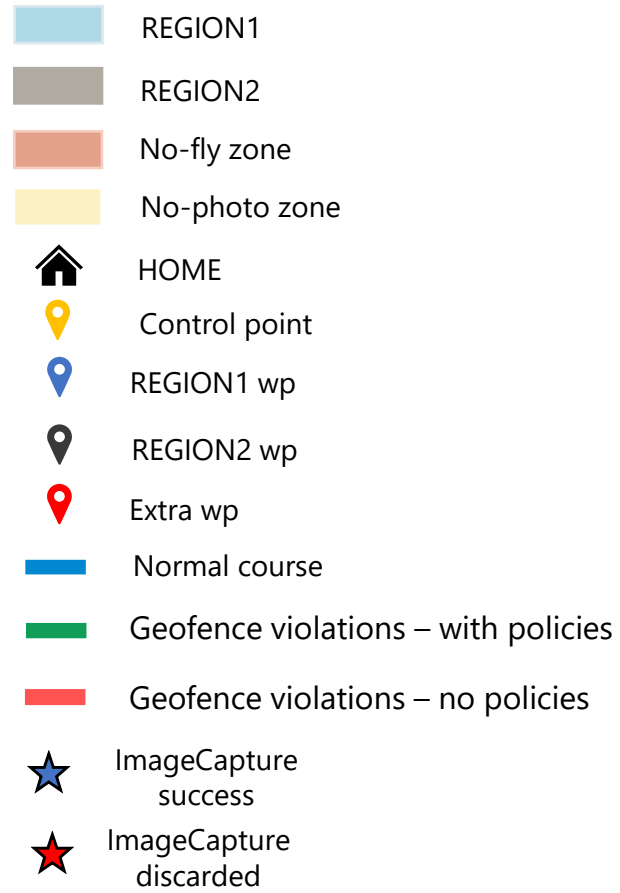 REGION1
REGION2
No-fly zone
No-photo zone
HOME
Control point
REGION1 wp
REGION2 wp
Extra wp
Normal course
Geofence violations – with policies
Geofence violations – no policies
ImageCapture
success
ImageCapture
discarded